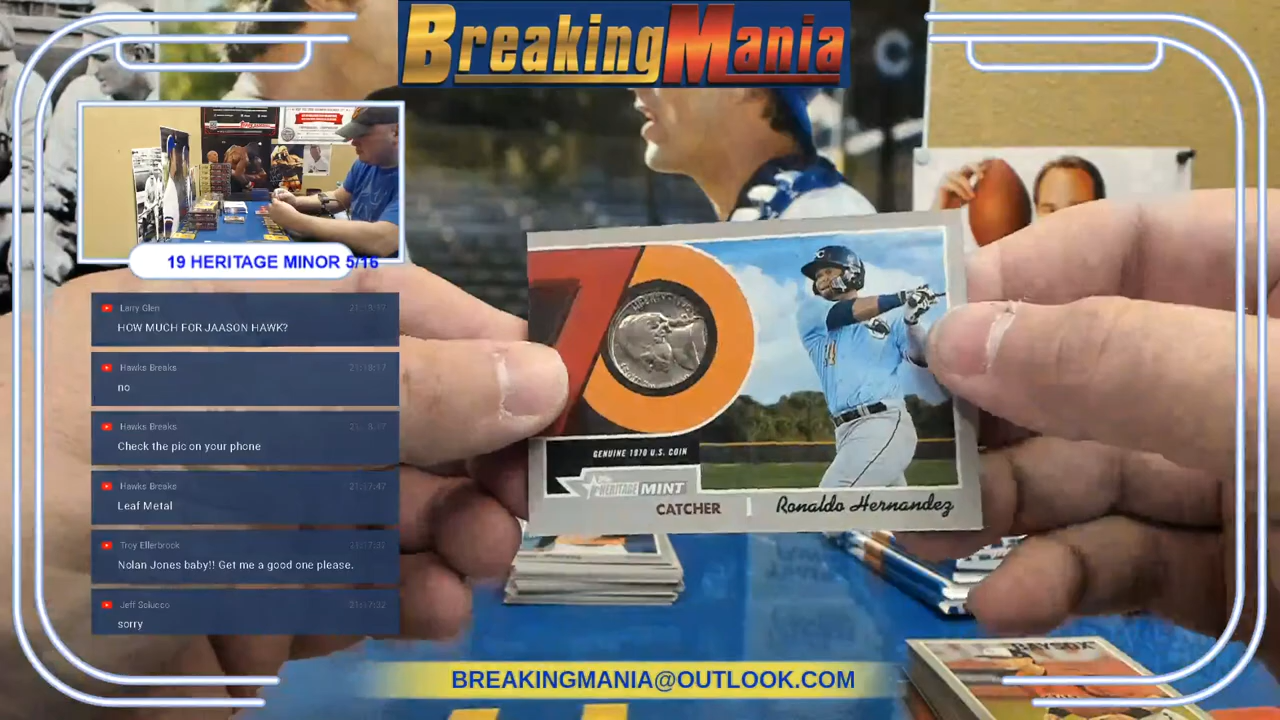 BreakingMania
19 HERITAGE MINOR 5/16
Larry Glen
HOW MUCH FOR JAASON HAWK?
Hawks Breaks
no
Hawks Breaks
Check the pic on your phone
Hawks Breaks
Leaf Metal
Troy Ellerbrock
Nolan Jones baby!! Get me a good one please.
Jeff Solucco
sorry
70
GENUINE 1970 U.S. COIN
HERITAGE MINT
CATCHER
Ronaldo Hernandez
BAYSOX
BREAKINGMANIA@OUTLOOK.COM